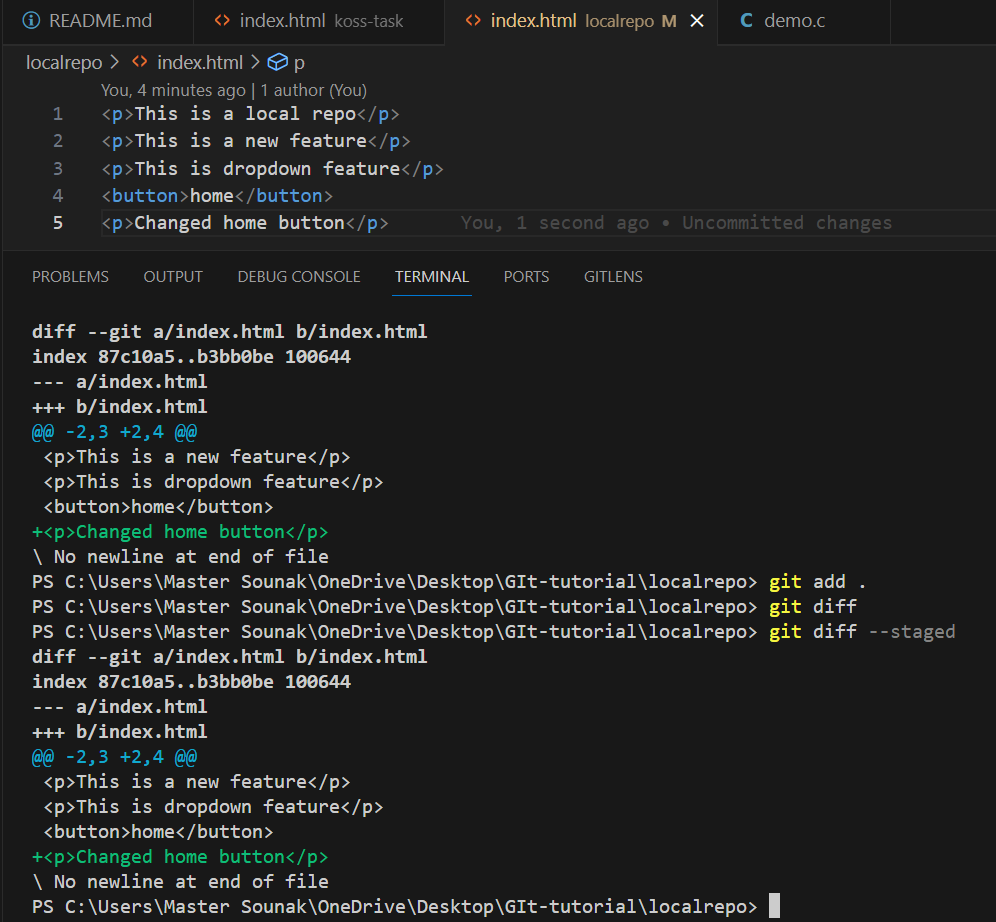 README.md index.html koss-task index.html localrepo M C demo.c
localrepo > index.html > p
You, 4 minutes ago | 1 author (You)
1 <p>This is a local repo</p>
2 <p>This is a new feature</p>
3 <p>This is dropdown feature</p>
4 <button>home</button>
5 <p>Changed home button</p> You, 1 second ago • Uncommitted changes
PROBLEMS OUTPUT DEBUG CONSOLE TERMINAL PORTS GITLENS
diff --git a/index.html b/index.html
index 87c10a5..b3bb0be 100644
--- a/index.html
+++ b/index.html
@@ -2,3 +2,4 @@
 <p>This is a new feature</p>
 <p>This is dropdown feature</p>
 <button>home</button>
+<p>Changed home button</p>
\ No newline at end of file
PS C:\Users\Master Sounak\OneDrive\Desktop\GIt-tutorial\localrepo> git add .
PS C:\Users\Master Sounak\OneDrive\Desktop\GIt-tutorial\localrepo> git diff
PS C:\Users\Master Sounak\OneDrive\Desktop\GIt-tutorial\localrepo> git diff --staged
diff --git a/index.html b/index.html
index 87c10a5..b3bb0be 100644
--- a/index.html
+++ b/index.html
@@ -2,3 +2,4 @@
 <p>This is a new feature</p>
 <p>This is dropdown feature</p>
 <button>home</button>
+<p>Changed home button</p>
\ No newline at end of file
PS C:\Users\Master Sounak\OneDrive\Desktop\GIt-tutorial\localrepo>